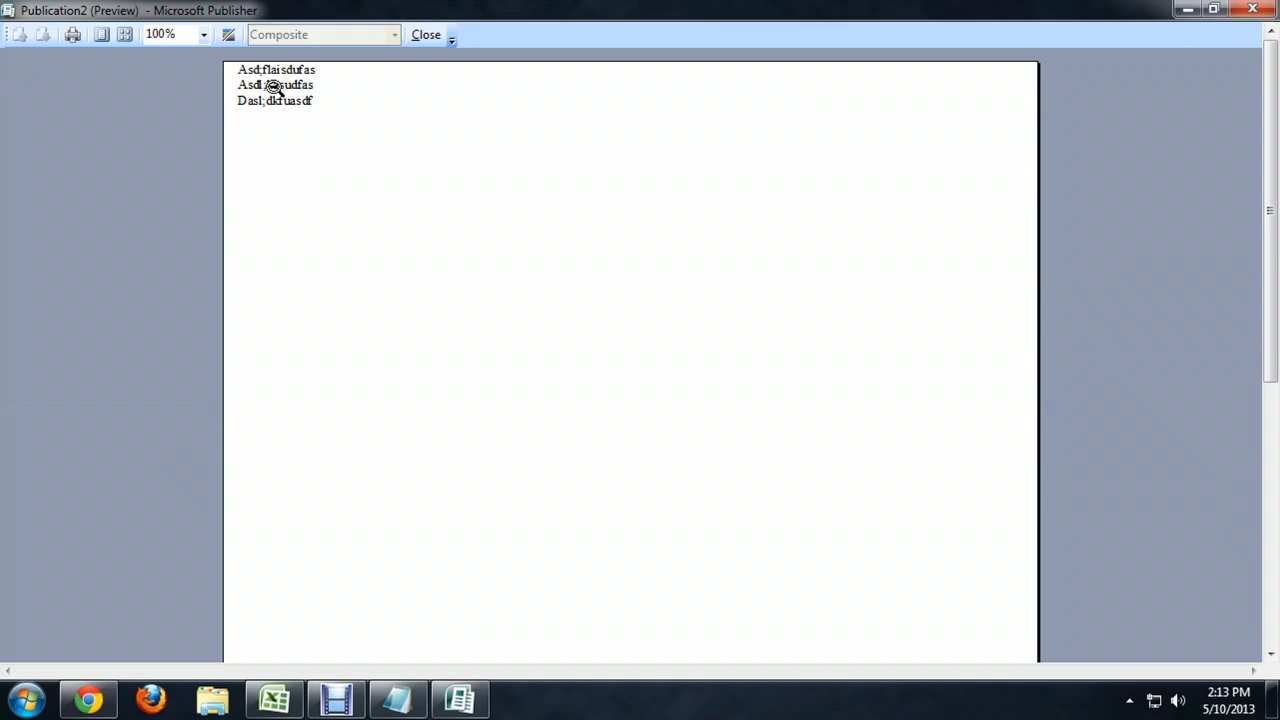 Publication2 (Preview) - Microsoft Publisher
100%
Composite
Close
Asd;flaisdufas
Dasl;dkfuasdf
2:13 PM
5/10/2013